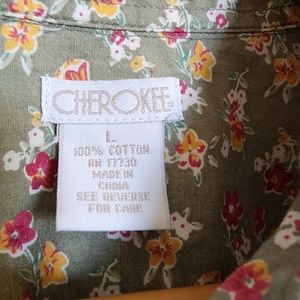 CHEROKEE®
L
100% COTTON
RN 17730
MADE IN
CHINA
SEE REVERSE
FOR CARE